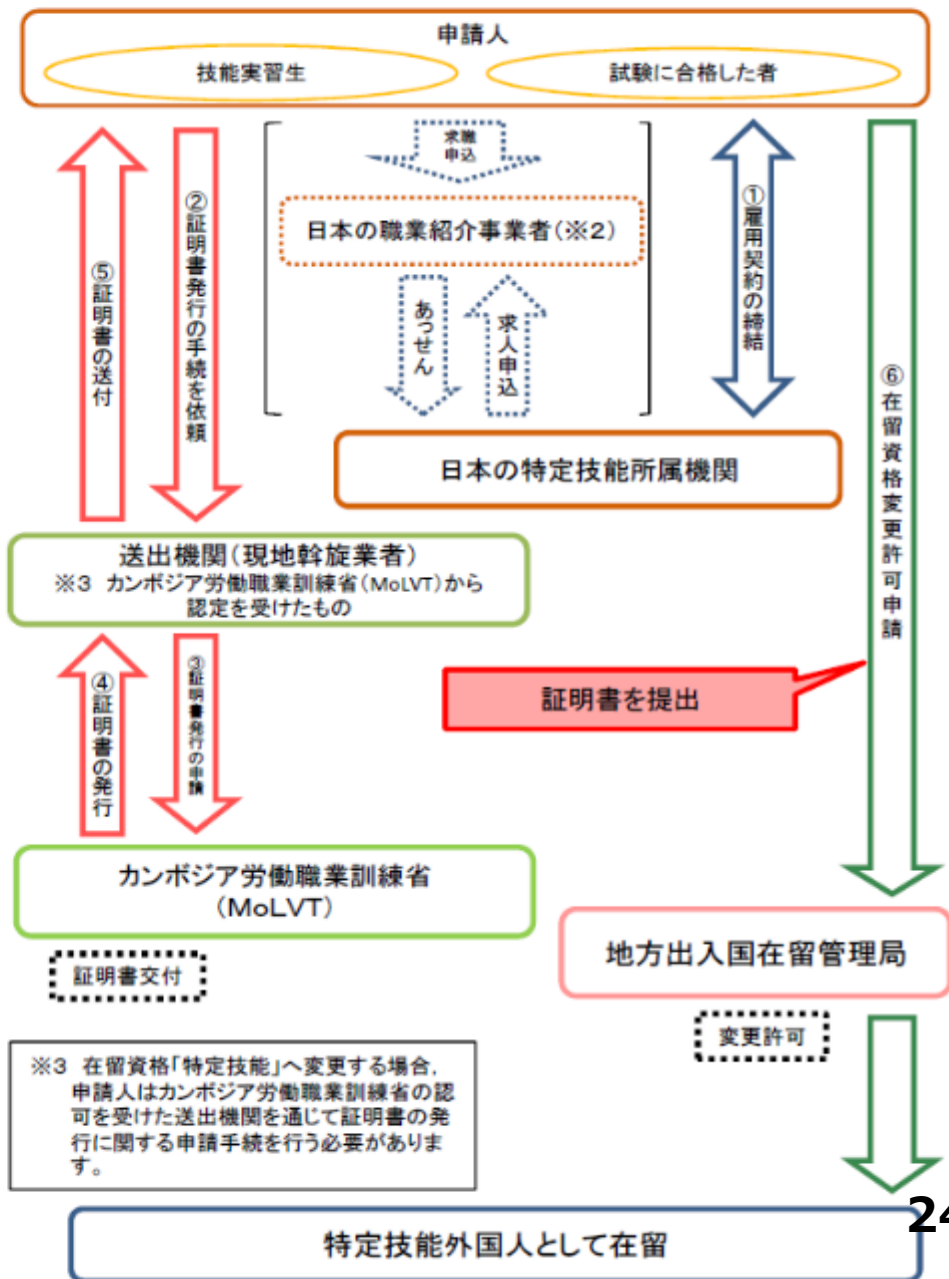 申請人
技能実習生
試験に合格した者
求職
申込
日本の職業紹介事業者(※2)
あっせん
求人申込
①雇用契約の締結
②証明書発行の手続を依頼
⑤証明書の送付
⑥在留資格変更許可申請
日本の特定技能所属機関
送出機関(現地斡旋業者)
※3 カンボジア労働職業訓練省(MoLVT)から
認定を受けたもの
④証明書の発行
③証明書発行の申請
証明書を提出
カンボジア労働職業訓練省
(MoLVT)
証明書交付
地方出入国在留管理局
変更許可
※3 在留資格「特定技能」へ変更する場合,
申請人はカンボジア労働職業訓練省の認
可を受けた送出機関を通じて証明書の発
行に関する申請手続を行う必要がありま
す。
24
特定技能外国人として在留